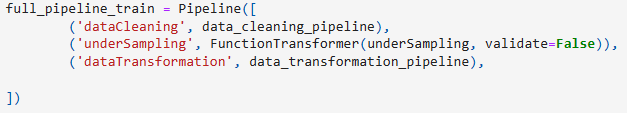 full_pipeline_train = Pipeline([
        ('dataCleaning', data_cleaning_pipeline),
        ('underSampling', FunctionTransformer(underSampling, validate=False)),
        ('dataTransformation', data_transformation_pipeline),
])